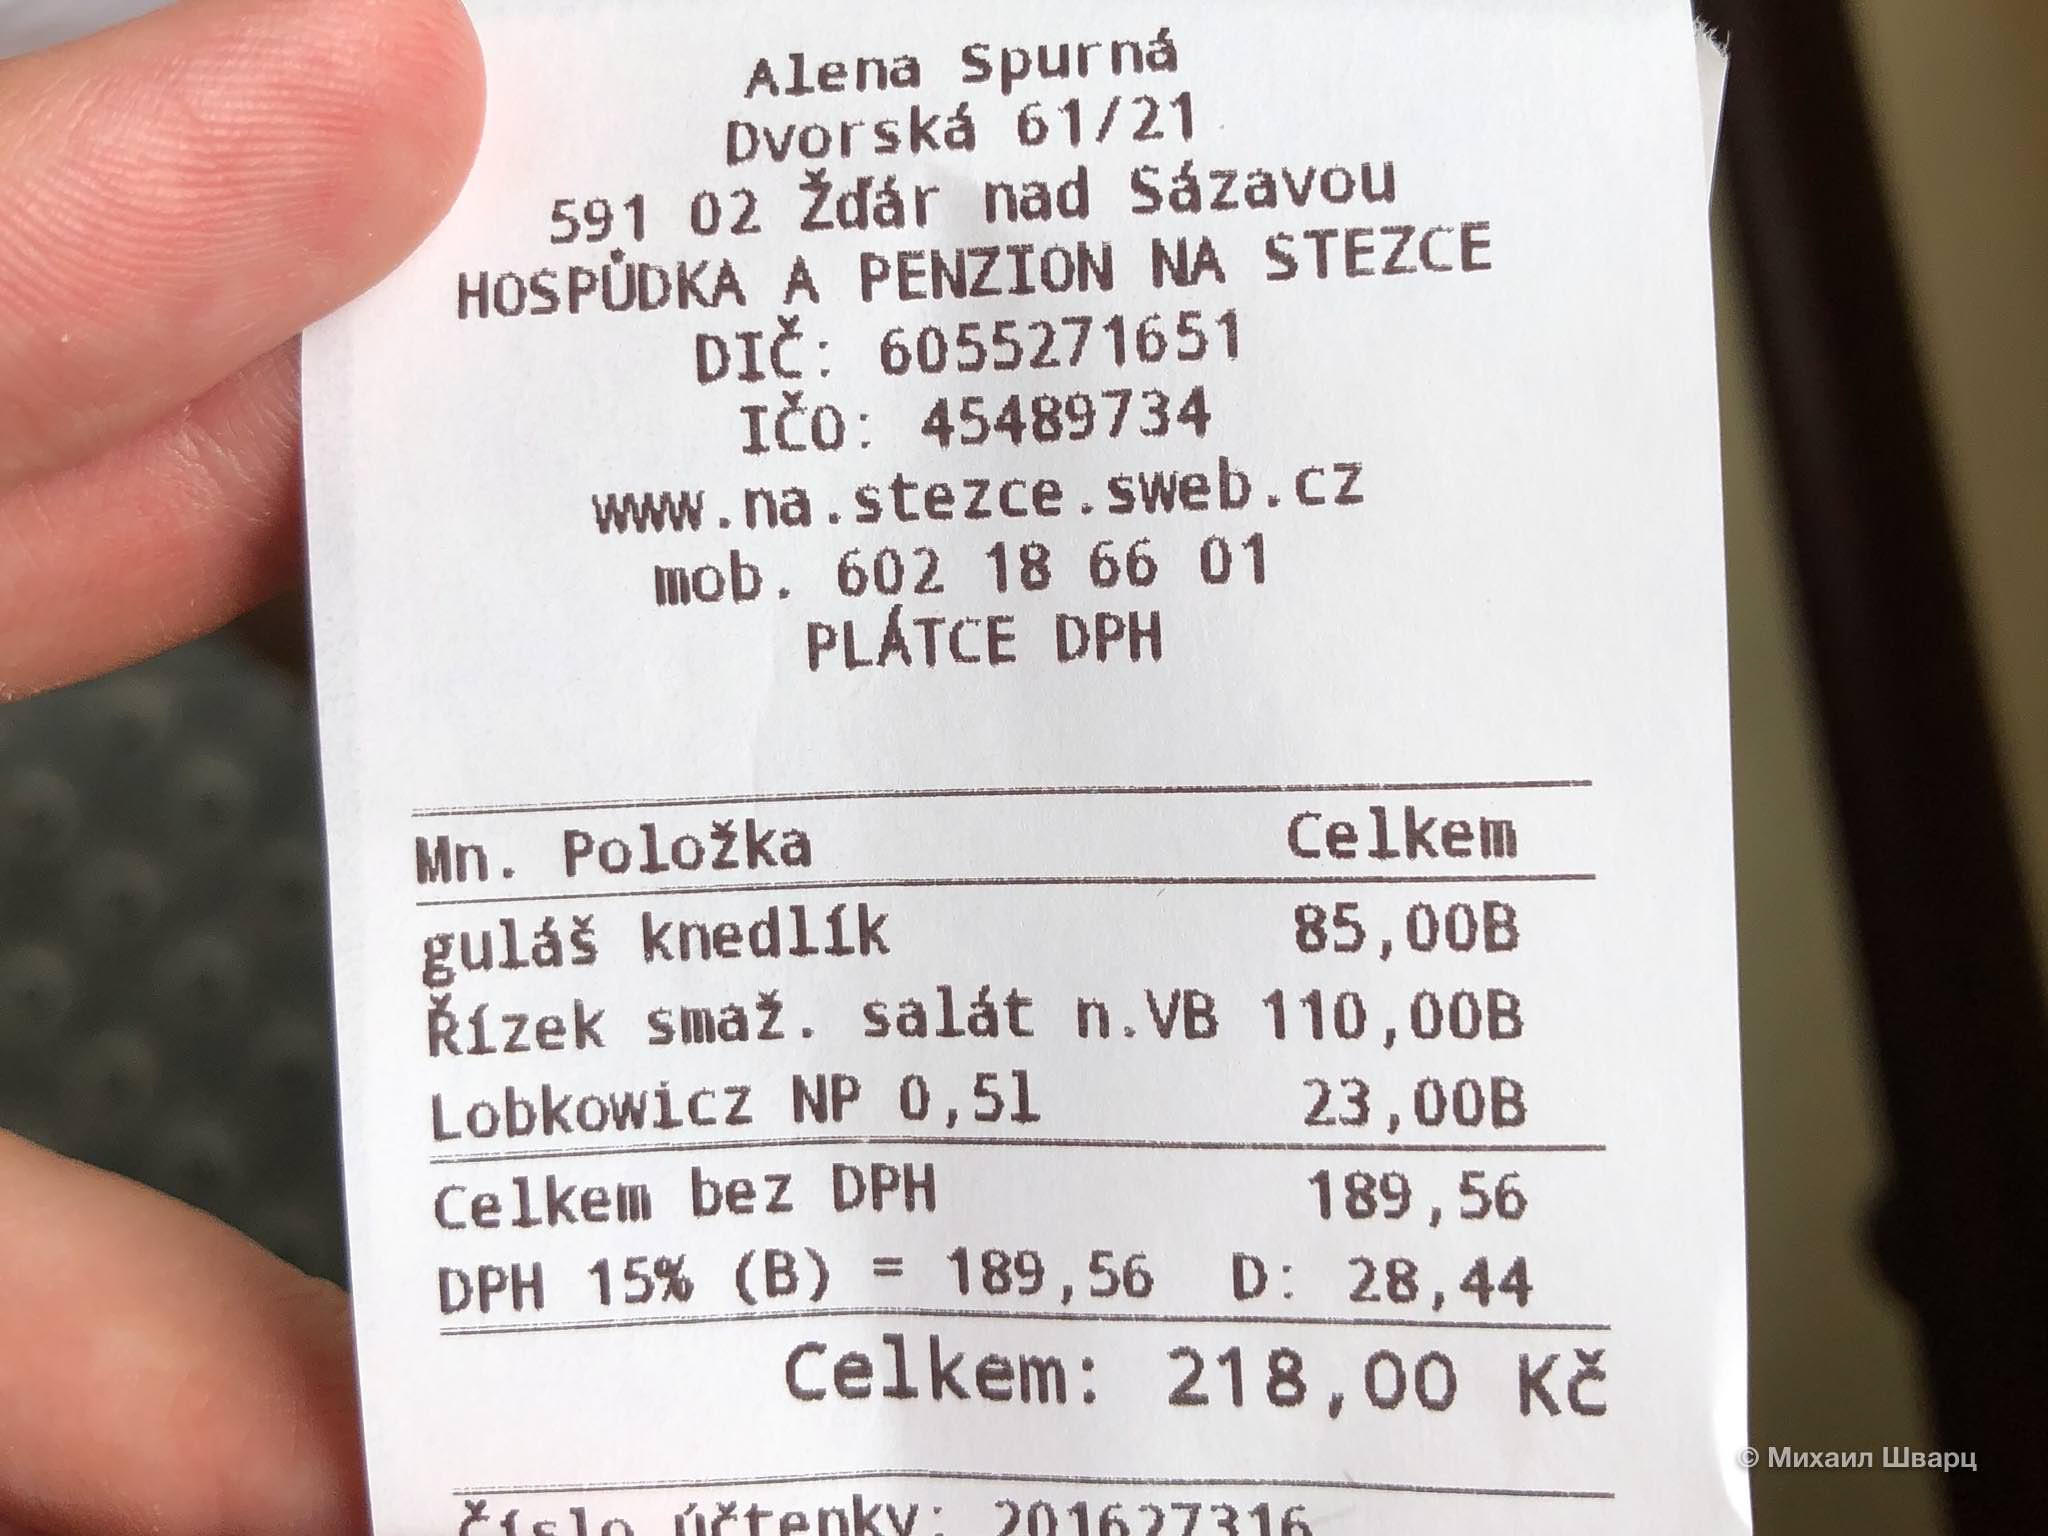 Alena Spurná
Dvorská 61/21
591 02 Žďár nad Sázavou
HOSPŮDKA A PENZION NA STEZCE
DIČ: 6055271651
IČO: 45489734
www.na.stezce.sweb.cz
mob. 602 18 66 01
PLÁTCE DPH
Mn. Položka Celkem
guláš knedlík 85,00B
Řízek smaž. salát n.VB 110,00B
Lobkowicz NP 0,5l 23,00B
Celkem bez DPH 189,56
DPH 15% (B) = 189,56 D: 28,44
Celkem: 218,00 Kč
Číslo účtenky: 201627316
© Михаил Шварц